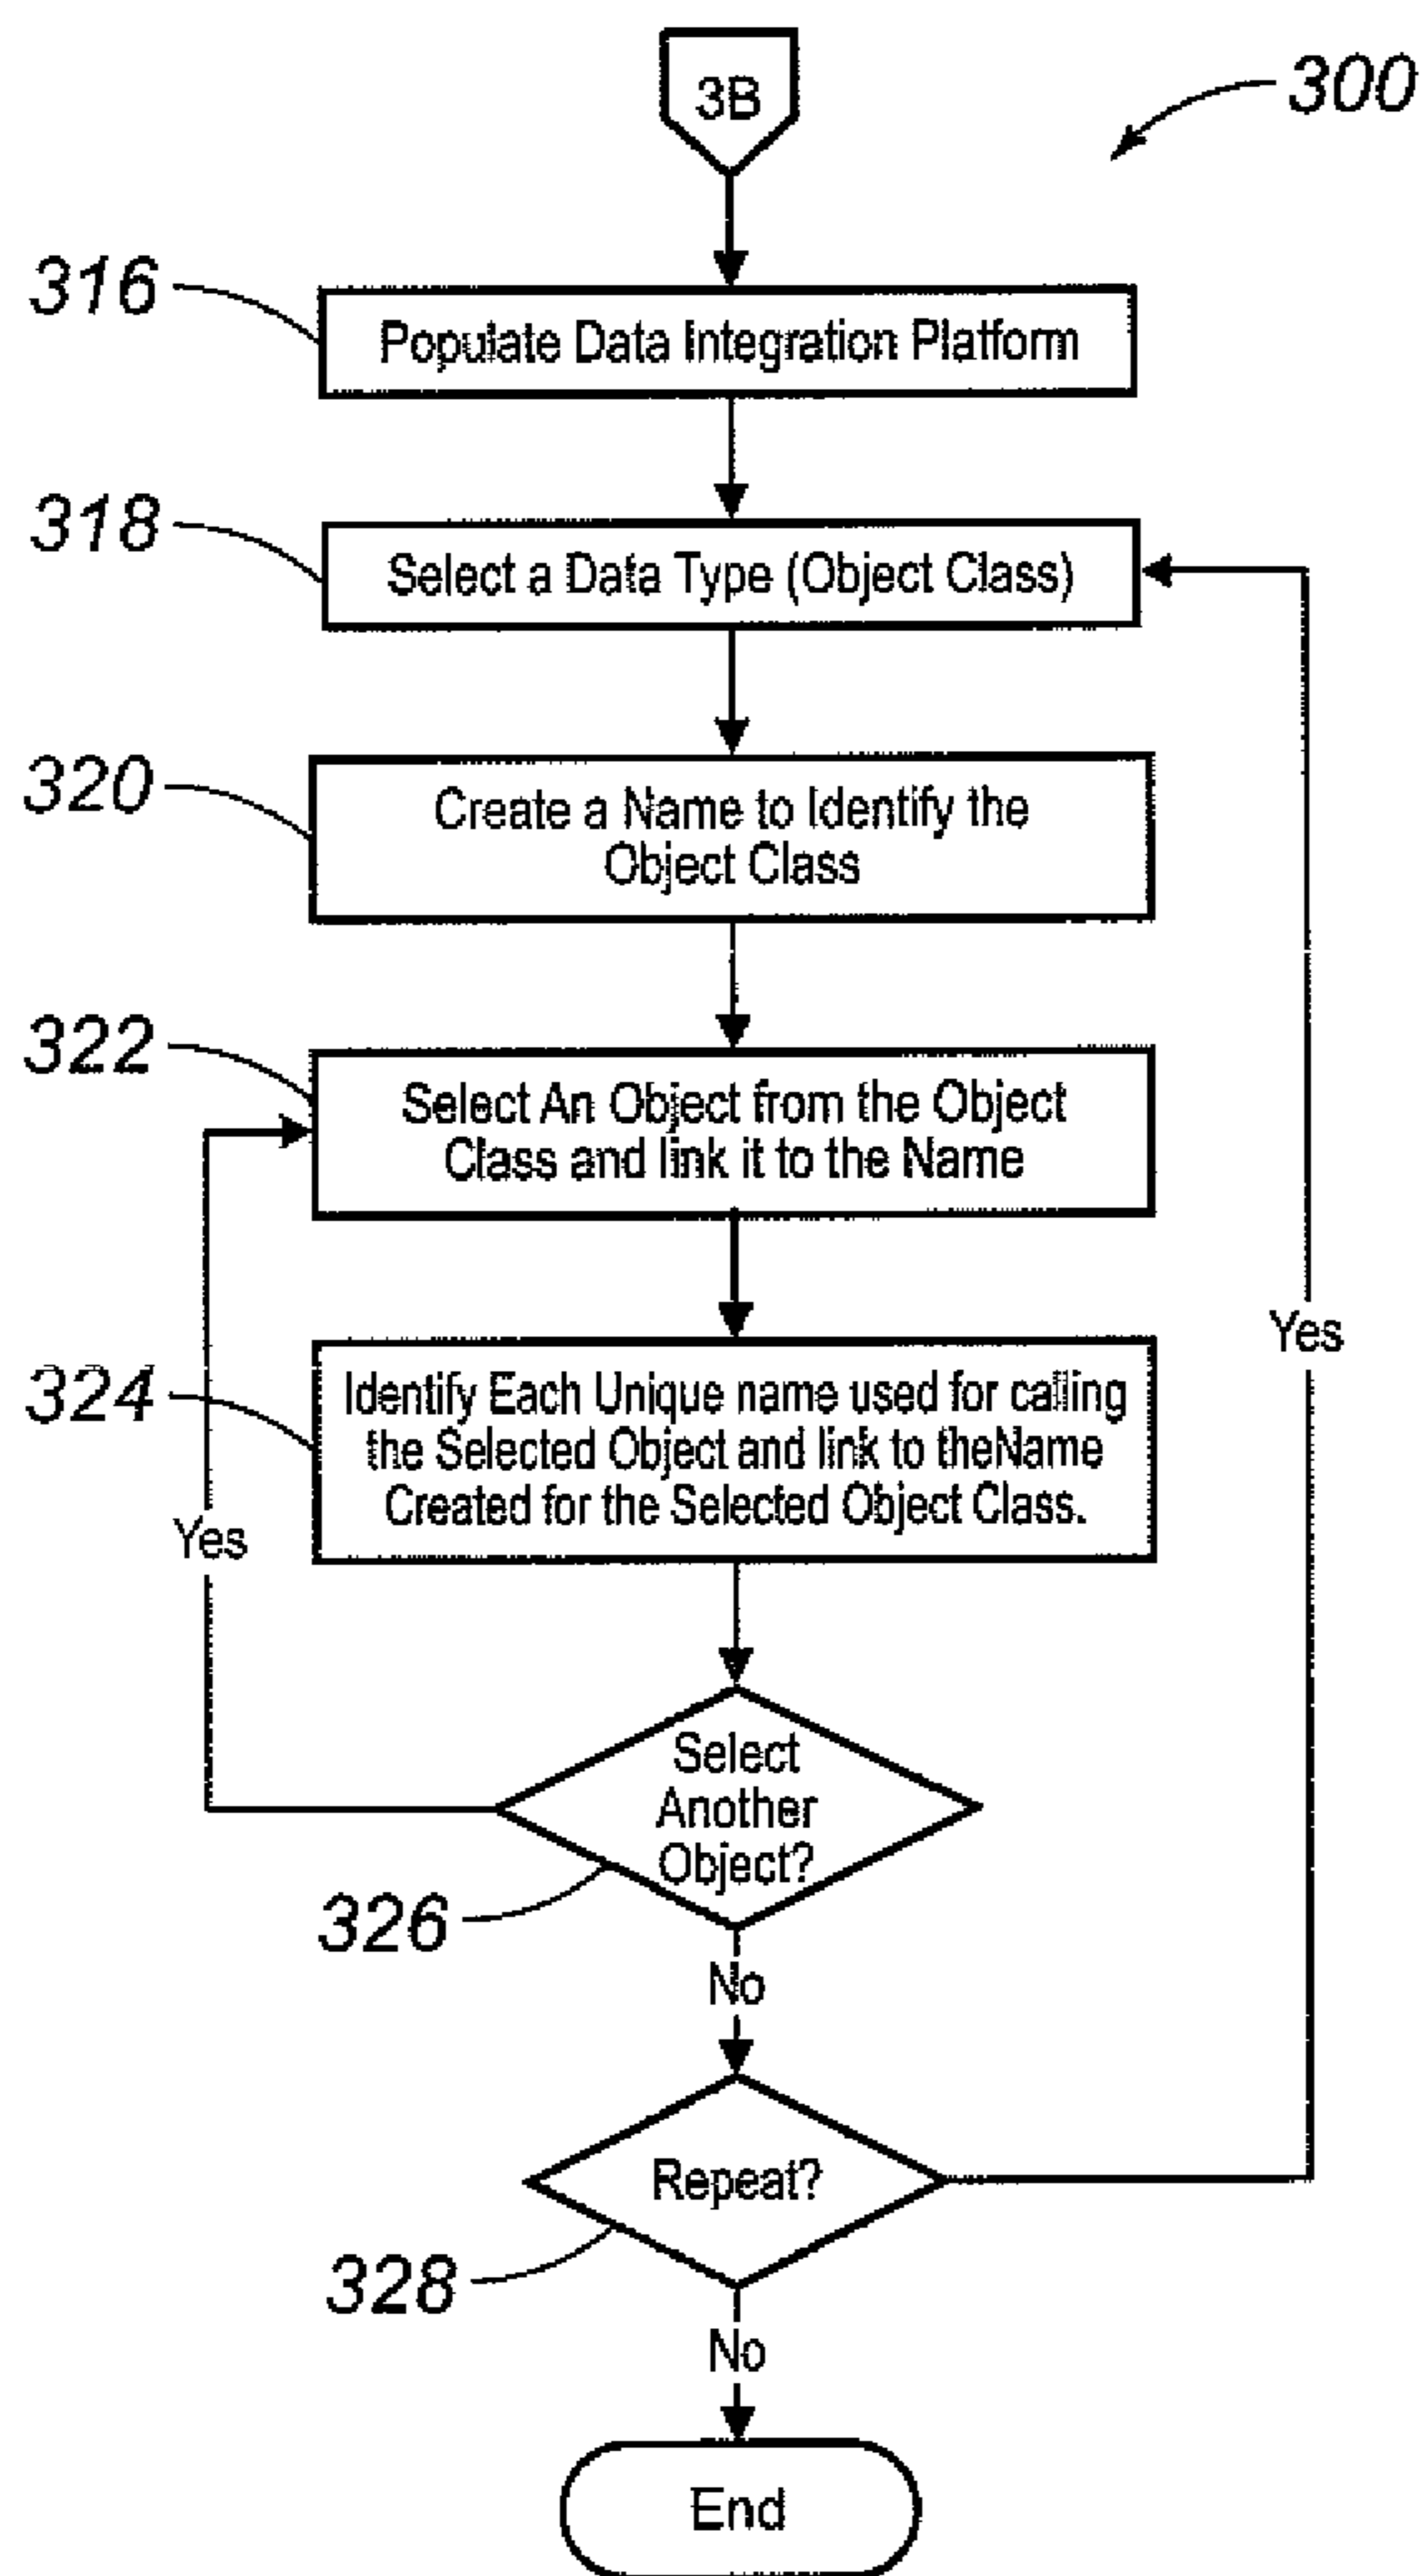 3B
300
316
Populate Data Integration Platform
318
Select a Data Type (Object Class)
320
Create a Name to Identify the
Object Class
322
Select An Object from the Object
Class and link it to the Name
324
Identify Each Unique name used for calling
the Selected Object and link to theName
Created for the Selected Object Class.
Yes
Yes
Select
Another
Object?
326
No
Repeat?
328
No
End